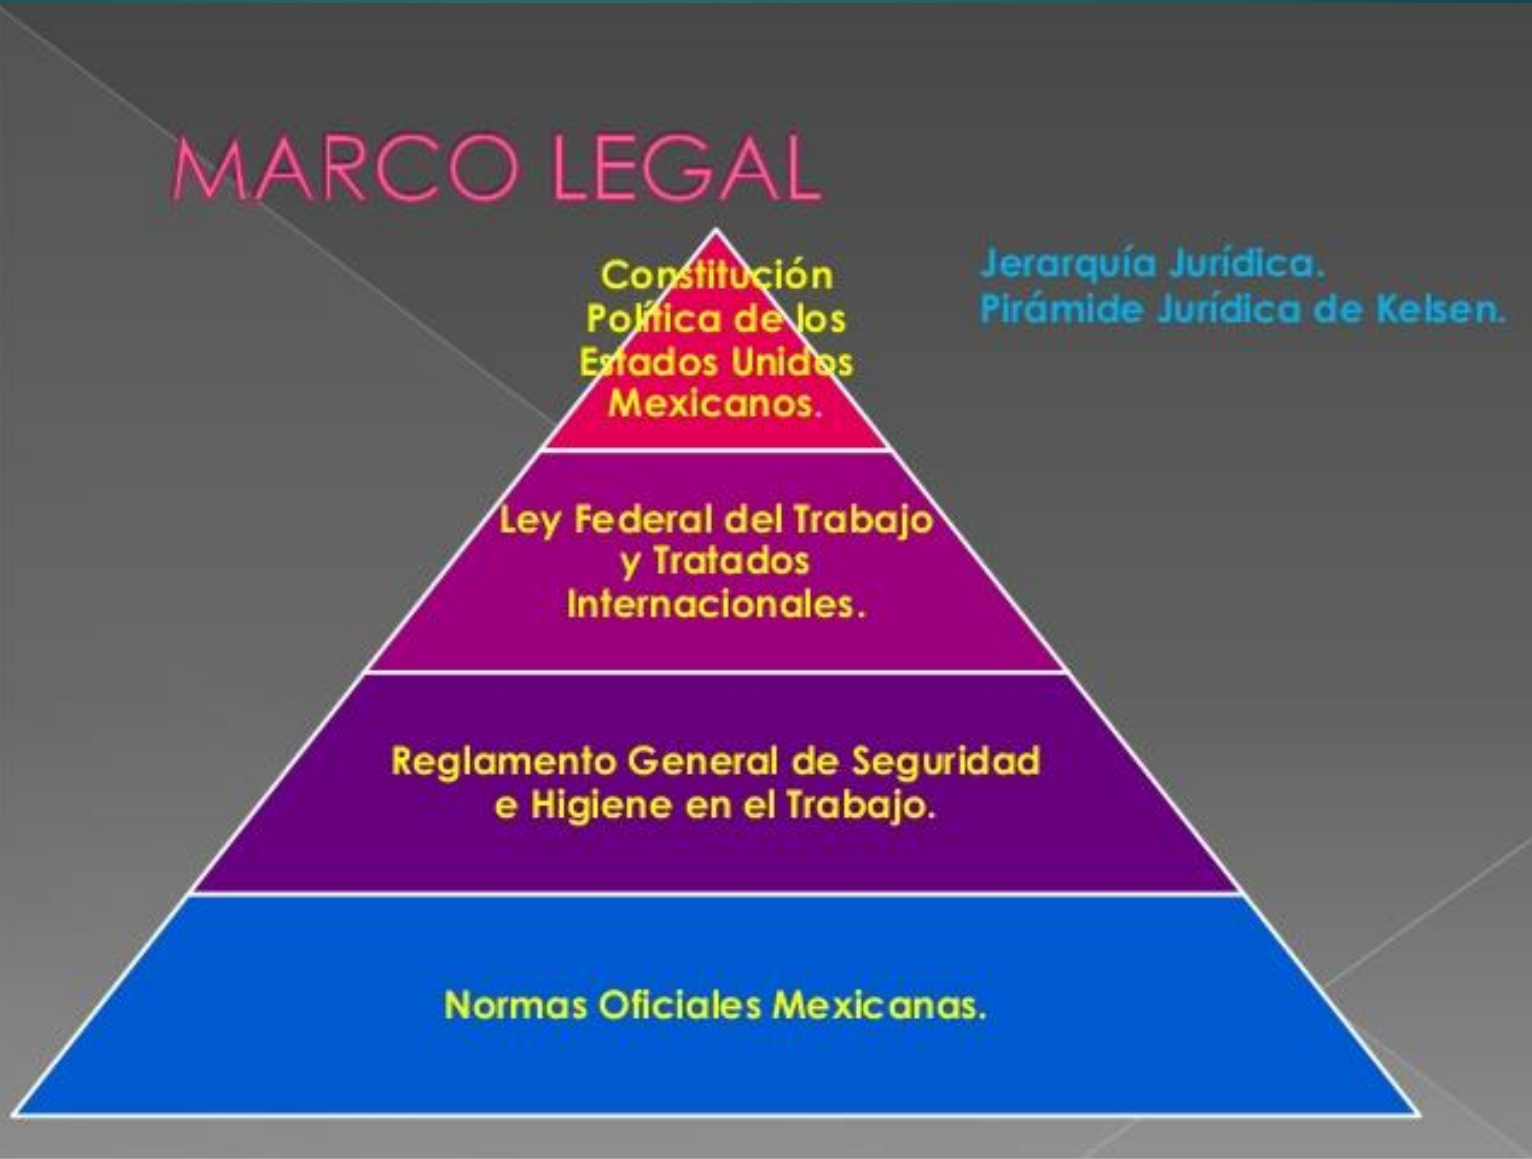 MARCO LEGAL
Jerarquía Jurídica.
Pirámide Jurídica de Kelsen.
Constitución
Política de los
Estados Unidos
Mexicanos.
Ley Federal del Trabajo
y Tratados
Internacionales.
Reglamento General de Seguridad
e Higiene en el Trabajo.
Normas Oficiales Mexicanas.